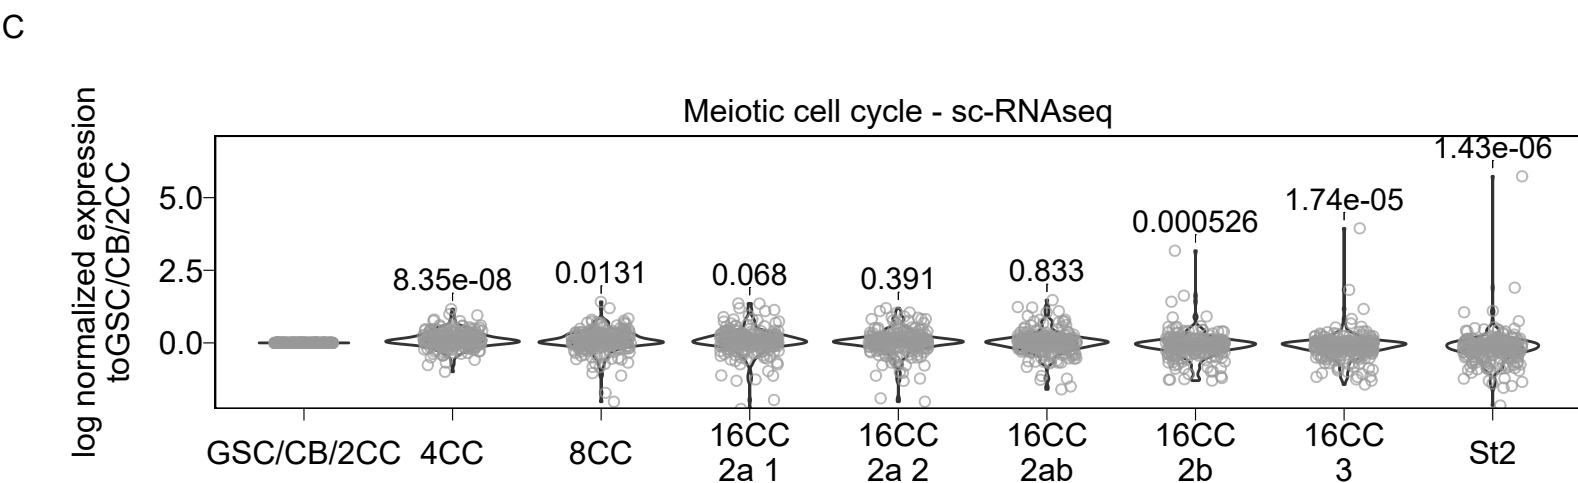 C
Meiotic cell cycle - sc-RNAseq
log normalized expression
toGSC/CB/2CC
5.0
2.5
0.0
8.35e-08
0.0131
0.068
0.391
0.833
0.000526
1.74e-05
1.43e-06
GSC/CB/2CC
4CC
8CC
16CC
2a 1
16CC
2a 2
16CC
2ab
16CC
2b
16CC
3
St2